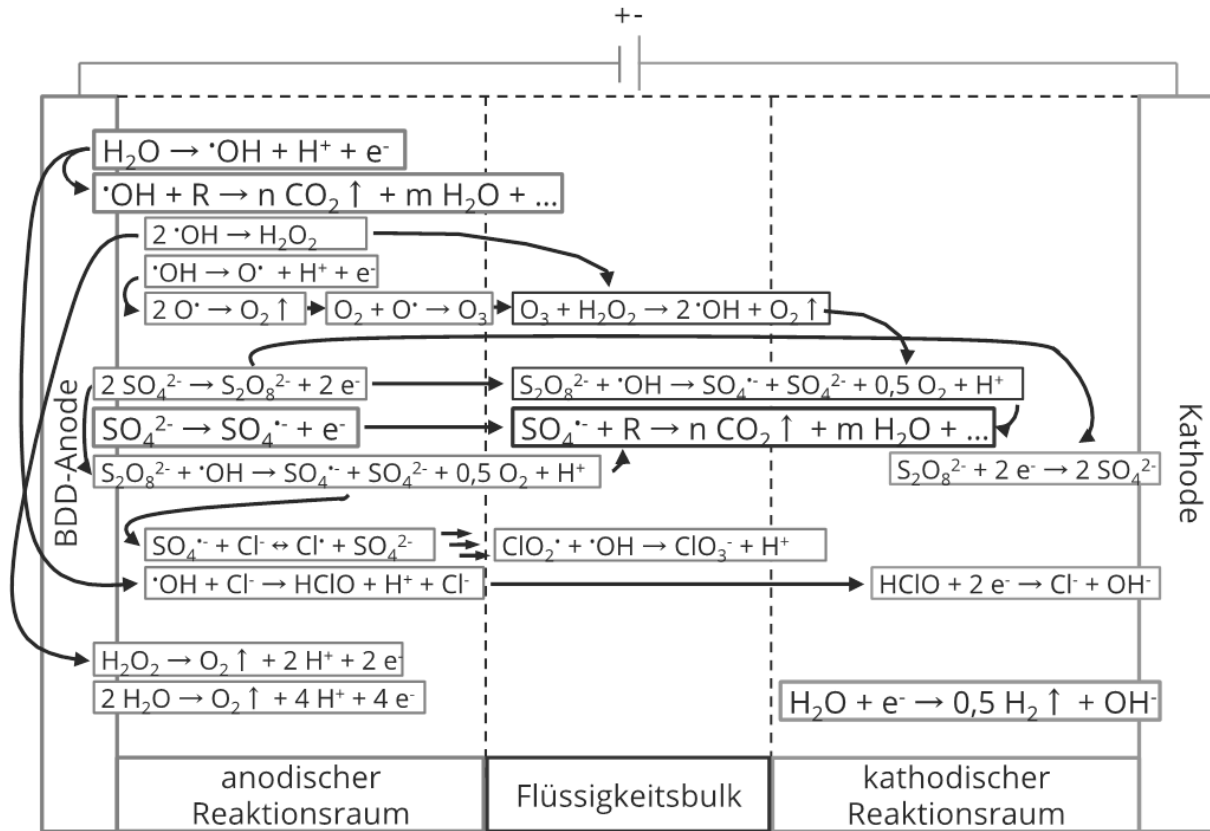 +-
H₂O → •OH + H⁺ + e⁻
•OH + R → n CO₂ ↑ + m H₂O + ...
2 •OH → H₂O₂
•OH → O• + H⁺ + e⁻
2 O• → O₂ ↑
O₂ + O• → O₃
O₃ + H₂O₂ → 2 •OH + O₂ ↑
2 SO₄²⁻ → S₂O₈²⁻ + 2 e⁻
S₂O₈²⁻ + •OH → SO₄•⁻ + SO₄²⁻ + 0,5 O₂ + H⁺
SO₄²⁻ → SO₄•⁻ + e⁻
SO₄•⁻ + R → n CO₂ ↑ + m H₂O + ...
S₂O₈²⁻ + •OH → SO₄•⁻ + SO₄²⁻ + 0,5 O₂ + H⁺
S₂O₈²⁻ + 2 e⁻ → 2 SO₄²⁻
SO₄•⁻ + Cl⁻ ↔ Cl• + SO₄²⁻
ClO₂• + •OH → ClO₃⁻ + H⁺
•OH + Cl⁻ → HClO + H⁺ + Cl⁻
HClO + 2 e⁻ → Cl⁻ + OH⁻
H₂O₂ → O₂ ↑ + 2 H⁺ + 2 e⁻
2 H₂O → O₂ ↑ + 4 H⁺ + 4 e⁻
H₂O + e⁻ → 0,5 H₂ ↑ + OH⁻
BDD-Anode
Kathode
anodischer
Reaktionsraum
Flüssigkeitsbulk
kathodischer
Reaktionsraum